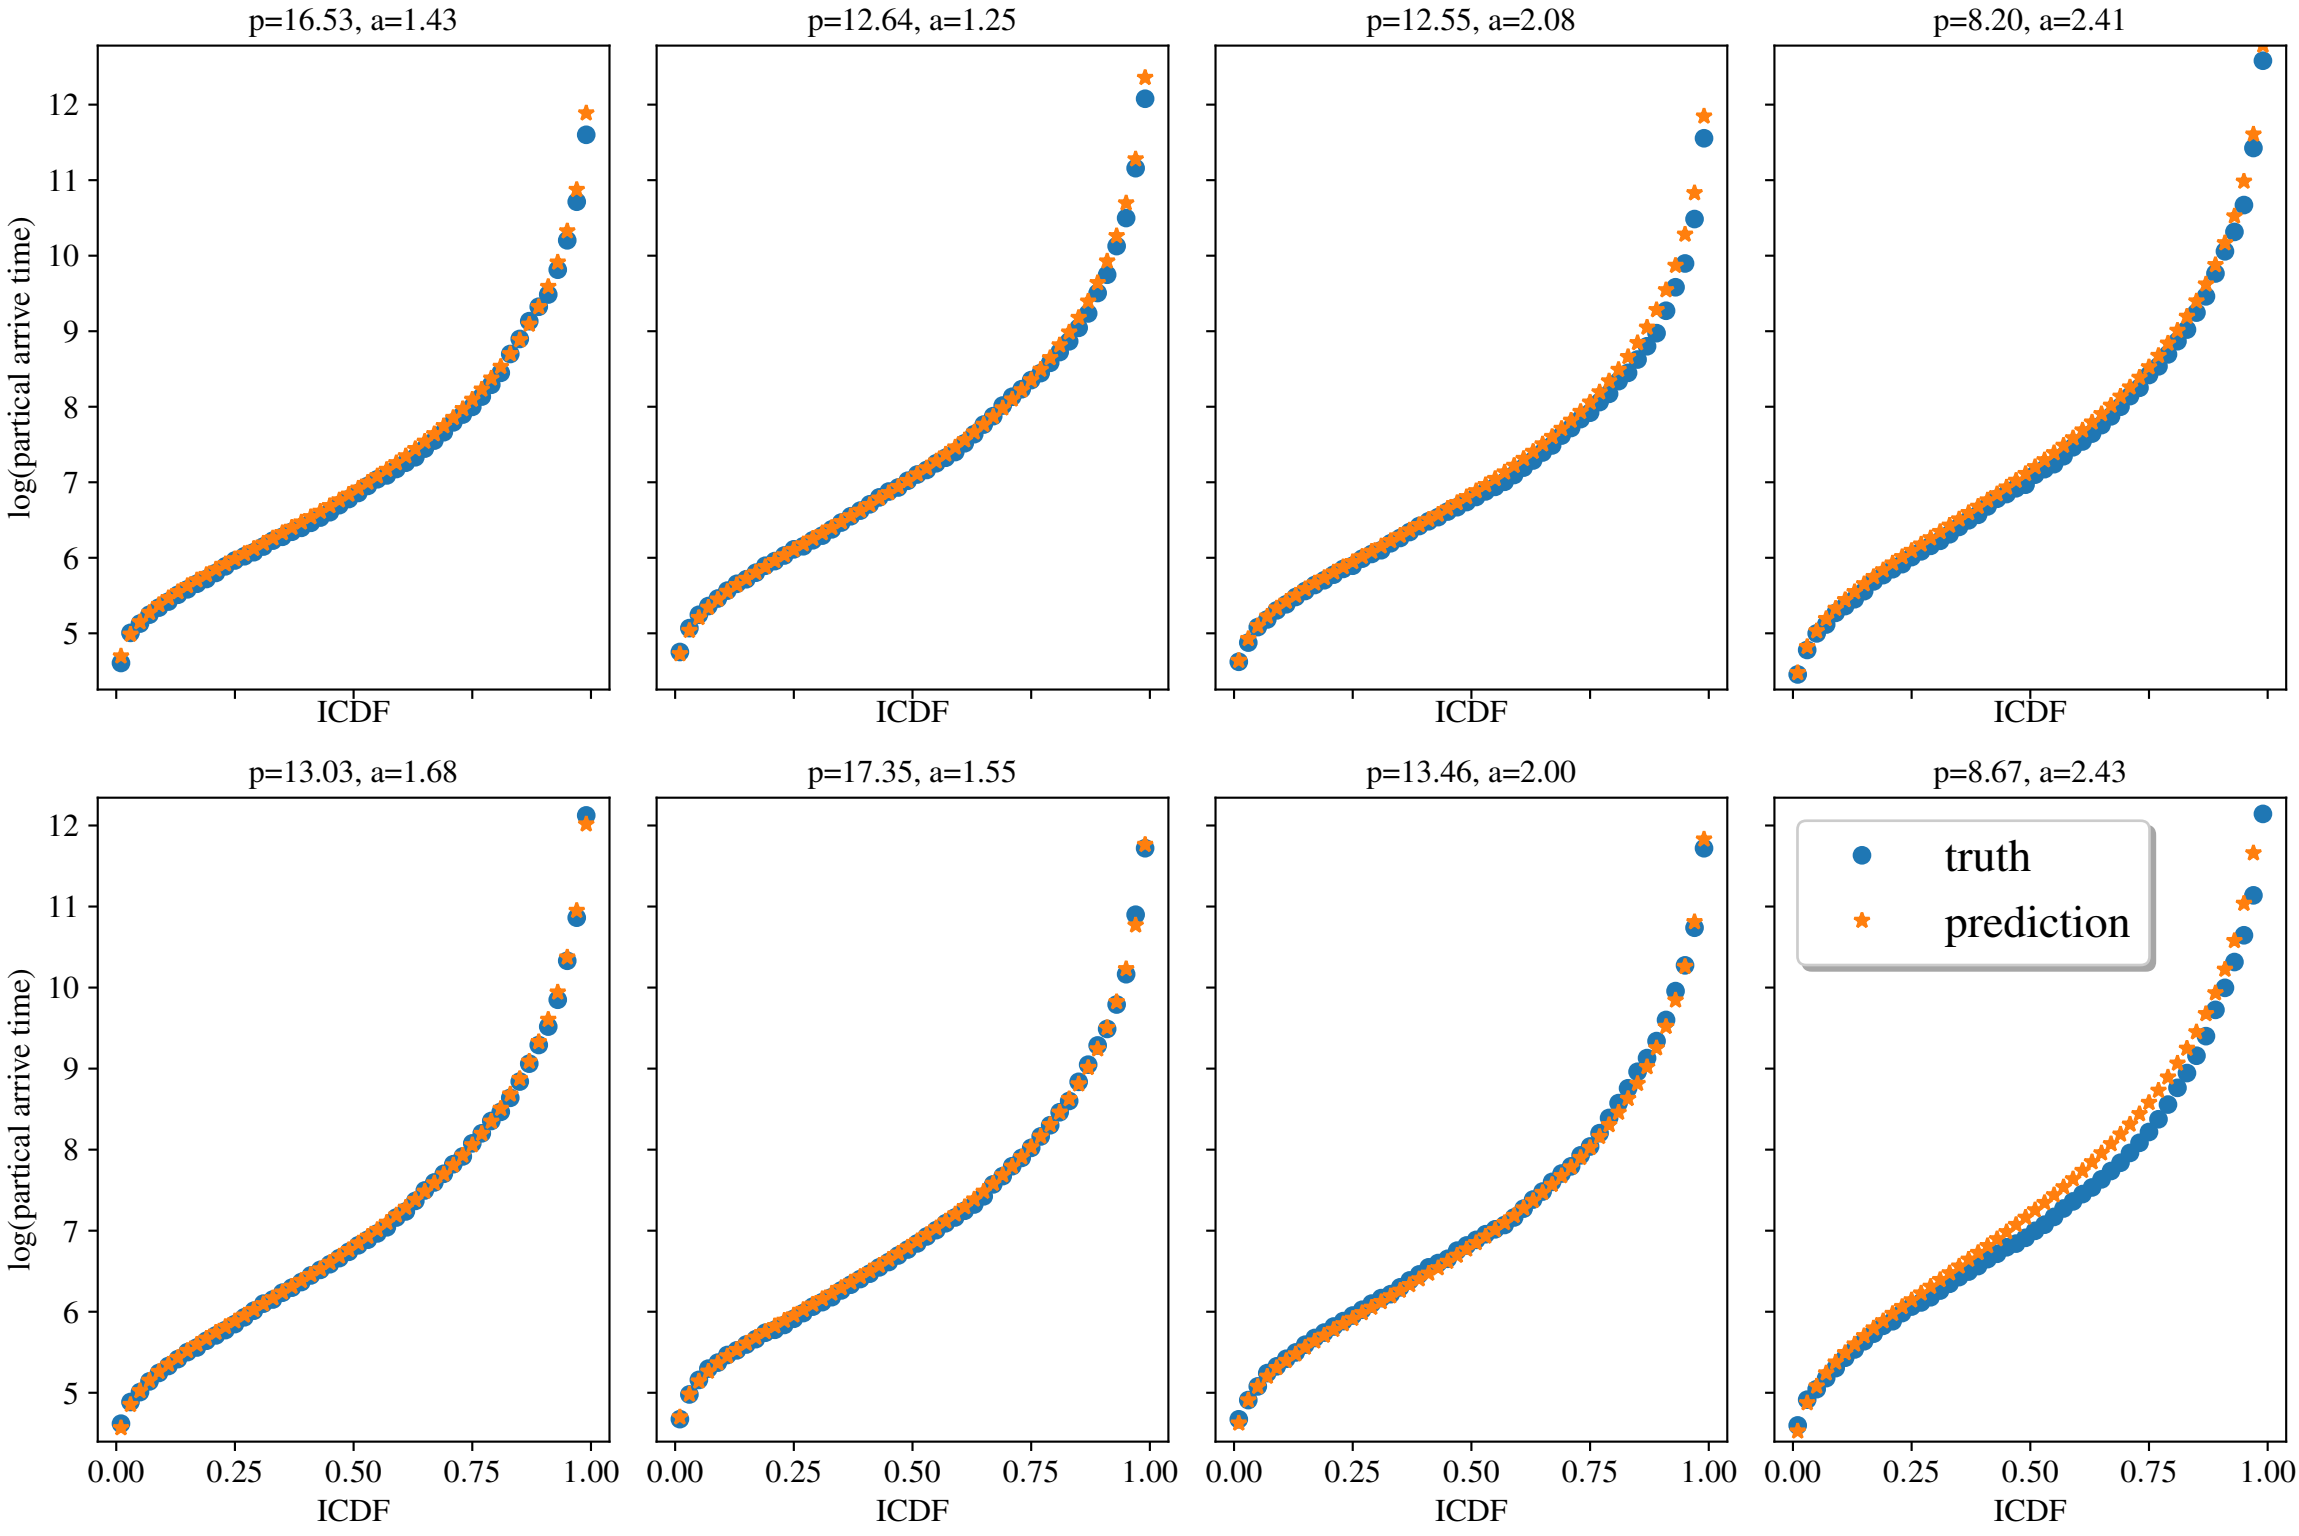 p=16.53, a=1.43
p=12.64, a=1.25
p=12.55, a=2.08
p=8.20, a=2.41
log(partical arrive time)
12
11
10
9
8
7
6
5
ICDF
ICDF
ICDF
ICDF
p=13.03, a=1.68
p=17.35, a=1.55
p=13.46, a=2.00
p=8.67, a=2.43
log(partical arrive time)
12
11
10
9
8
7
6
5
truth
prediction
0.00 0.25 0.50 0.75 1.00
0.00 0.25 0.50 0.75 1.00
0.00 0.25 0.50 0.75 1.00
0.00 0.25 0.50 0.75 1.00
ICDF
ICDF
ICDF
ICDF